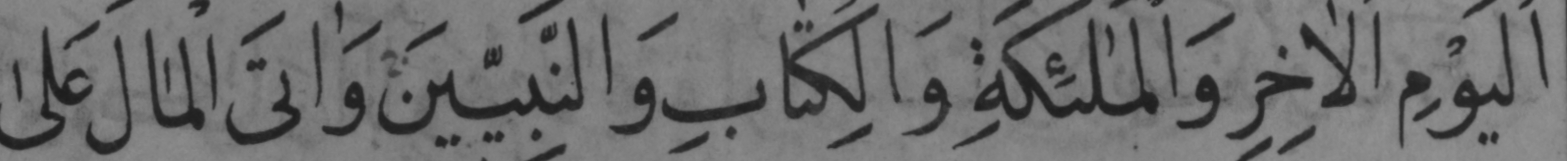 الْيَوْمِ الْاٰخِرِ وَالْمَلٰئِكَةِ وَالْكِتٰبِ وَالنَّبِيّٖنَ وَاٰتَى الْمَالَ عَلٰى